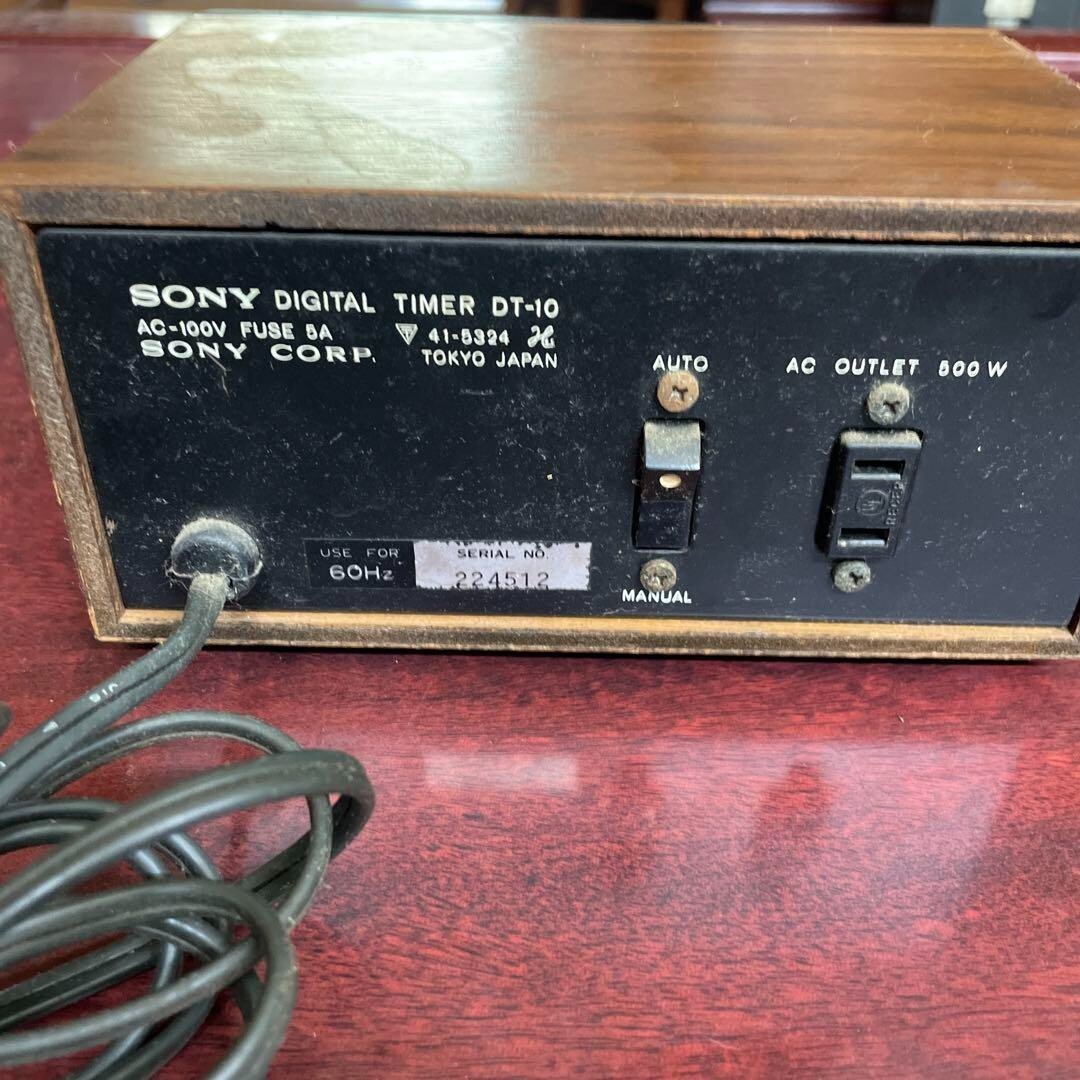 SONY DIGITAL TIMER DT-10
AC-100V FUSE 5A 41-5324
SONY CORP. TOKYO JAPAN
AUTO
MANUAL
AC OUTLET 500W
USE FOR
60Hz
SERIAL NO.
224512